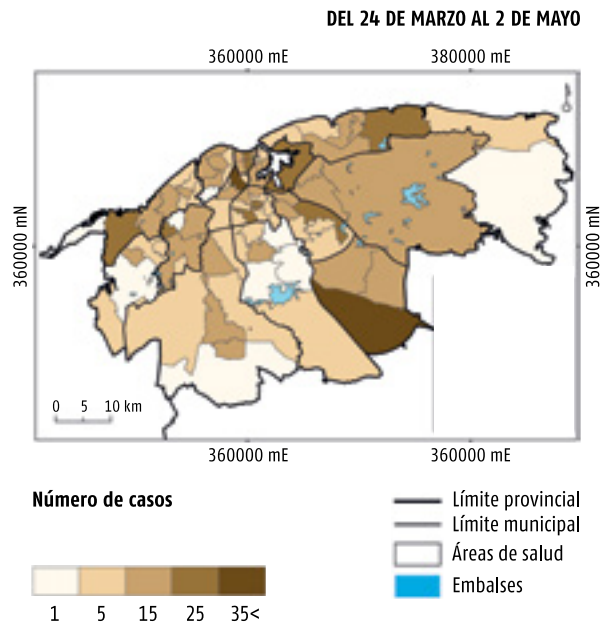 DEL 24 DE MARZO AL 2 DE MAYO
360000 mE 380000 mE
360000 mN
360000 mN
0 5 10 km
360000 mE 360000 mE
Número de casos
1 5 15 25 35<
Límite provincial
Límite municipal
Áreas de salud
Embalses